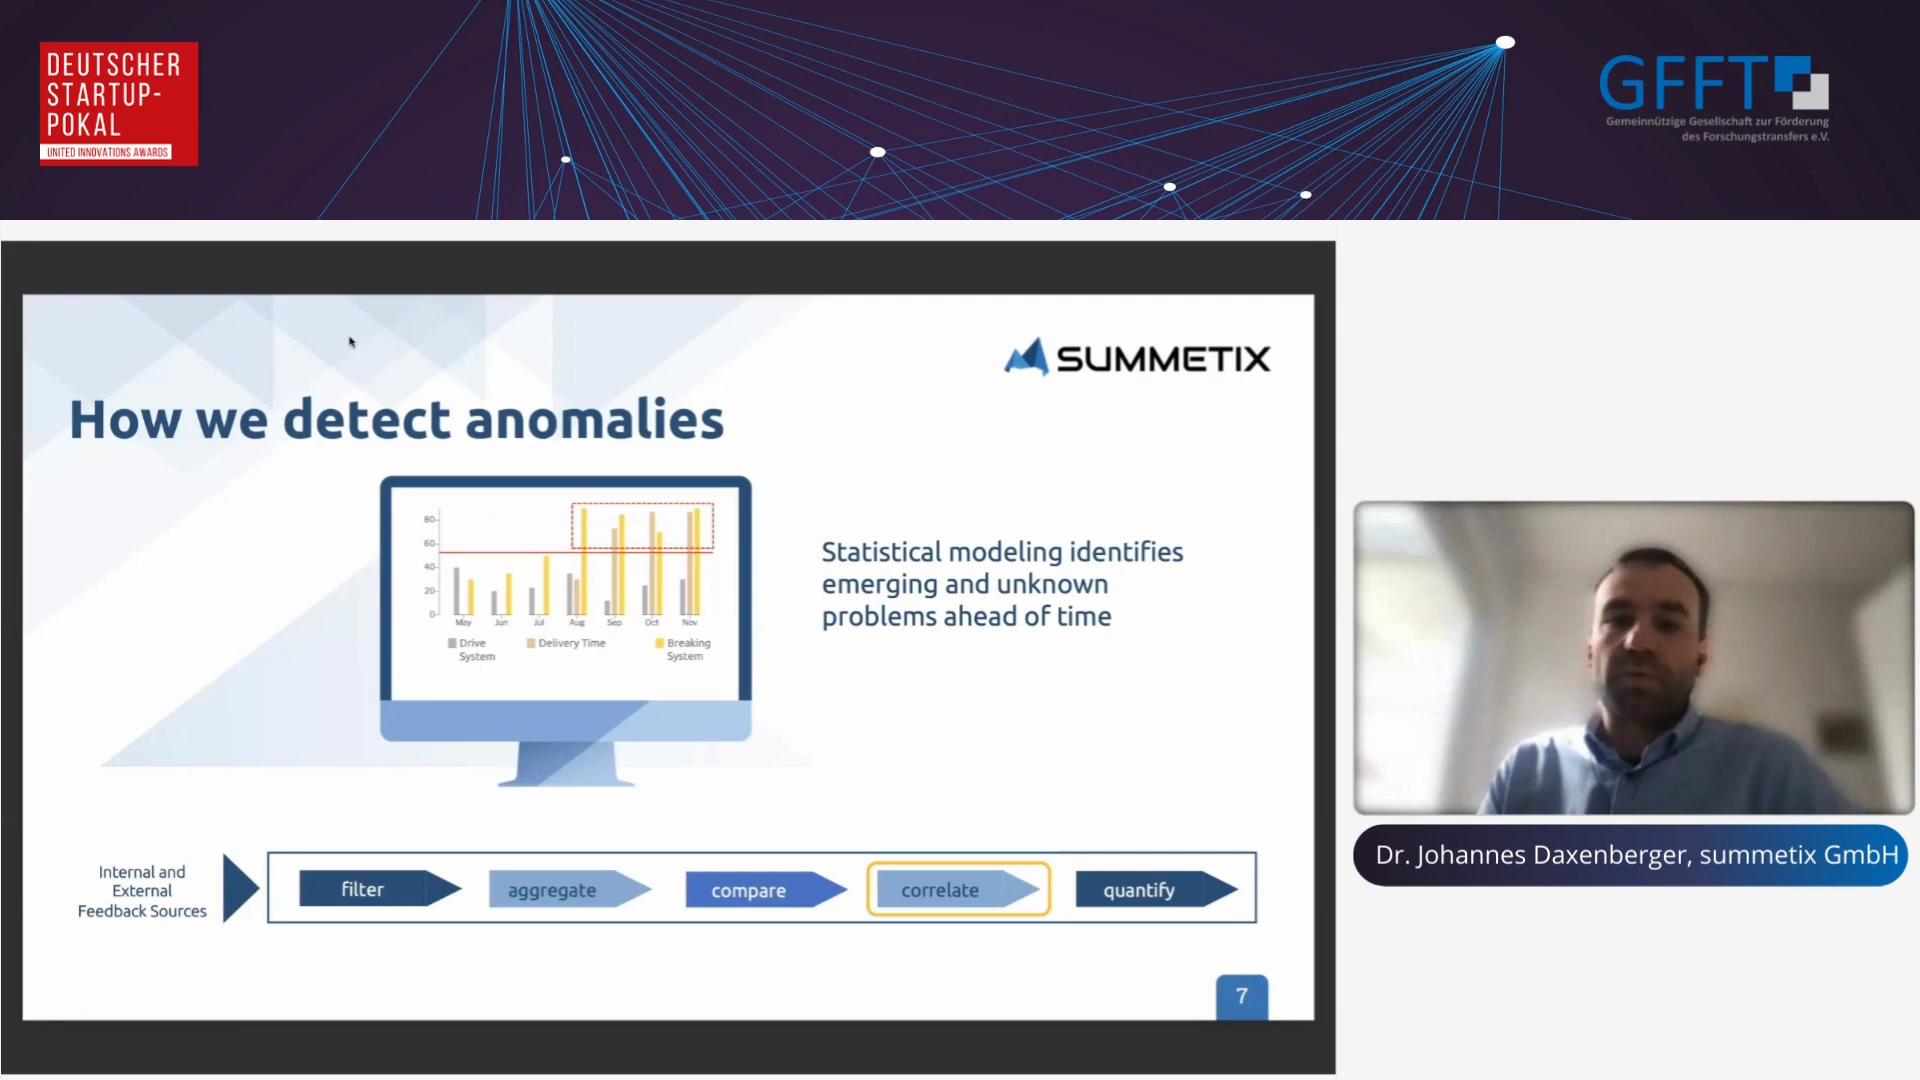 DEUTSCHER
STARTUP-
POKAL
UNITED INNOVATIONS AWARDS
GFFT
Gemeinnützige Gesellschaft zur Förderung
des Forschungstransfers e.V.
SUMMETIX
How we detect anomalies
80
60
40
20
0
May Jun Jul Aug Sep Oct Nov
Drive
System
Delivery Time
Breaking
System
Statistical modeling identifies
emerging and unknown
problems ahead of time
Internal and
External
Feedback Sources
filter
aggregate
compare
correlate
quantify
7
Dr. Johannes Daxenberger, summetix GmbH